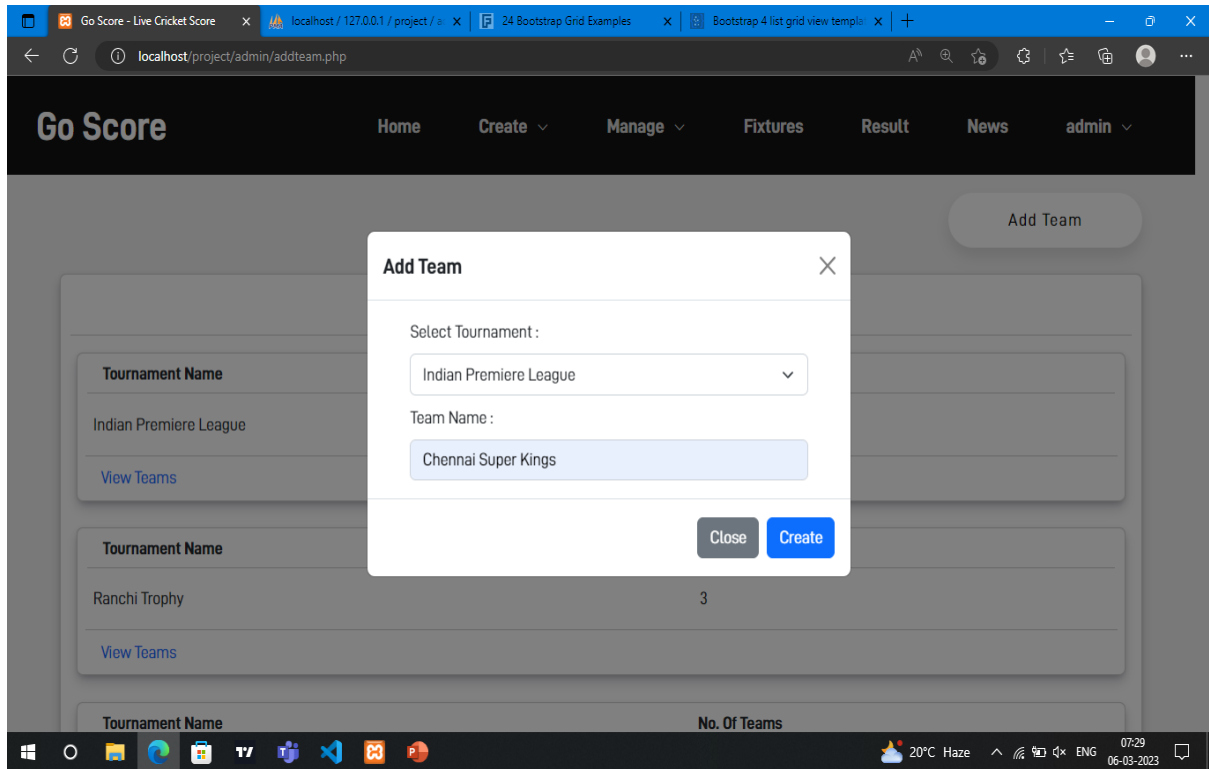 Go Score - Live Cricket Score
localhost / 127.0.0.1 / project / a
24 Bootstrap Grid Examples
Bootstrap 4 list grid view templa
localhost/project/admin/addteam.php
Go Score
Home
Create
Manage
Fixtures
Result
News
admin
Add Team
Add Team
Select Tournament :
Indian Premiere League
Team Name :
Chennai Super Kings
Close
Create
Tournament Name
Indian Premiere League
View Teams
Tournament Name
Ranchi Trophy
3
View Teams
Tournament Name
No. Of Teams
20°C Haze
ENG
07:29
06-03-2023